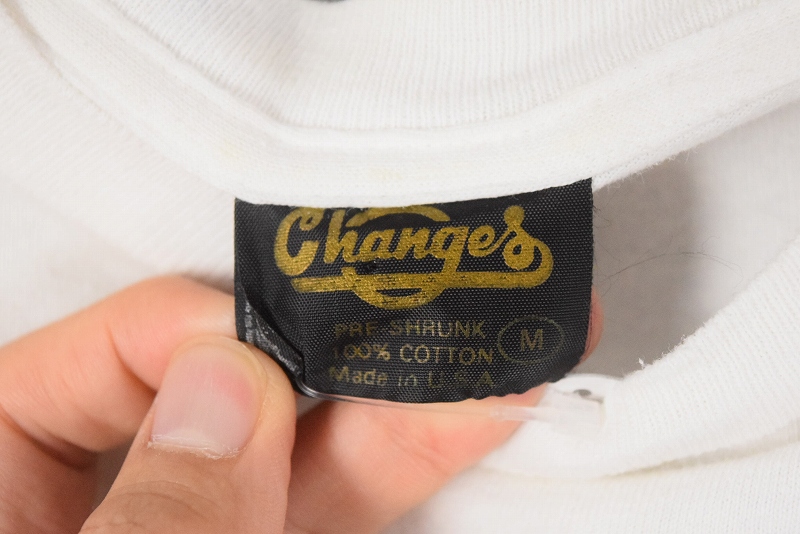 Changes
PRE SHRUNK
100% COTTON
M
Made in U.S.A.